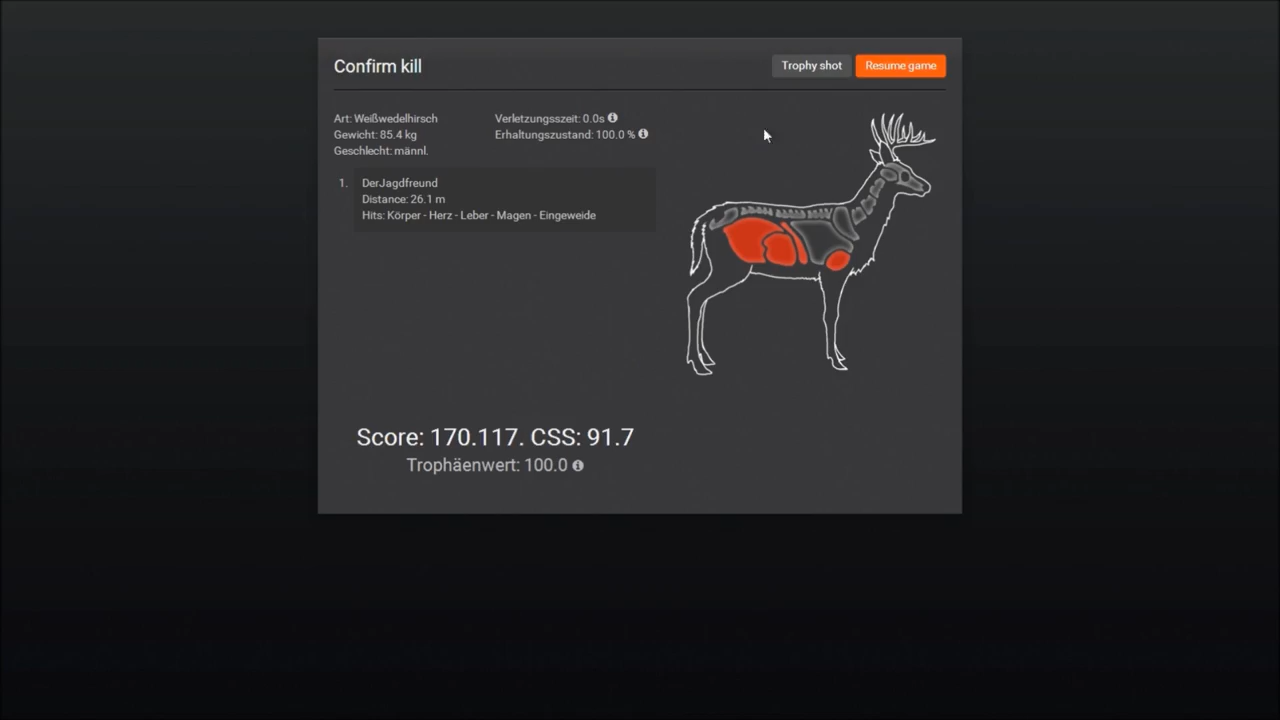 Confirm kill
Trophy shot
Resume game
Art: Weißwedelhirsch
Gewicht: 85.4 kg
Geschlecht: männl.
Verletzungsszeit: 0.0s
Erhaltungszustand: 100.0 %
1.
DerJagdfreund
Distance: 26.1 m
Hits: Körper - Herz - Leber - Magen - Eingeweide
Score: 170.117. CSS: 91.7
Trophäenwert: 100.0